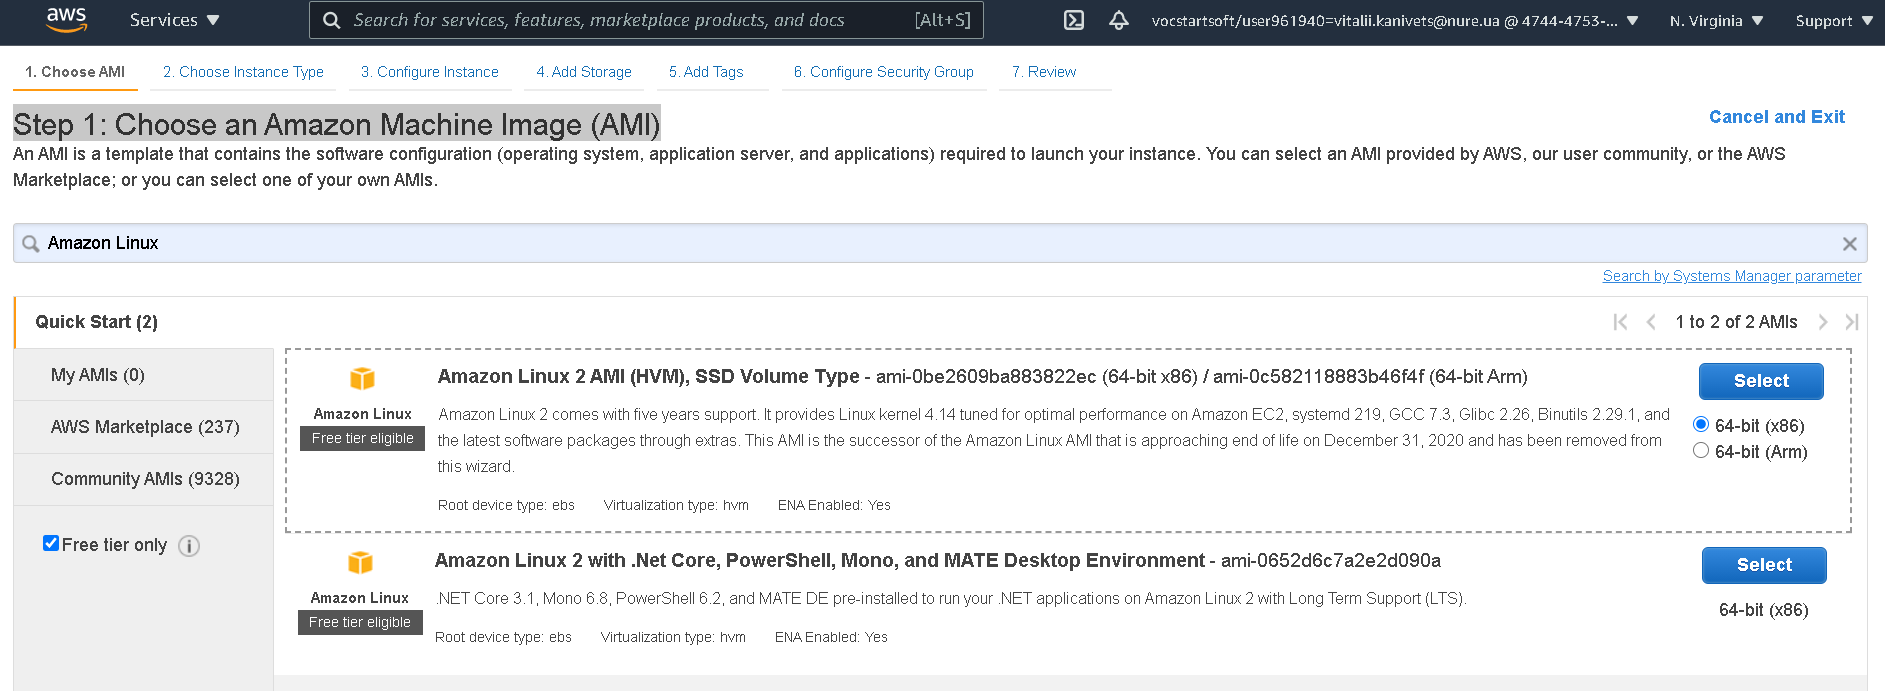 aws Services Search for services, features, marketplace products, and docs [Alt+S] vocstartsoft/user961940=vitalii.kanivets@nure.ua @ 4744-4753-... N. Virginia Support
1. Choose AMI 2. Choose Instance Type 3. Configure Instance 4. Add Storage 5. Add Tags 6. Configure Security Group 7. Review
Step 1: Choose an Amazon Machine Image (AMI)
Cancel and Exit
An AMI is a template that contains the software configuration (operating system, application server, and applications) required to launch your instance. You can select an AMI provided by AWS, our user community, or the AWS
Marketplace; or you can select one of your own AMIs.
Amazon Linux
Search by Systems Manager parameter
Quick Start (2)
1 to 2 of 2 AMIs
My AMIs (0)
AWS Marketplace (237)
Community AMIs (9328)
Free tier only
Amazon Linux
Free tier eligible
Amazon Linux 2 AMI (HVM), SSD Volume Type - ami-0be2609ba883822ec (64-bit x86) / ami-0c582118883b46f4f (64-bit Arm)
Amazon Linux 2 comes with five years support. It provides Linux kernel 4.14 tuned for optimal performance on Amazon EC2, systemd 219, GCC 7.3, Glibc 2.26, Binutils 2.29.1, and
the latest software packages through extras. This AMI is the successor of the Amazon Linux AMI that is approaching end of life on December 31, 2020 and has been removed from
this wizard.
Root device type: ebs Virtualization type: hvm ENA Enabled: Yes
Select
64-bit (x86)
64-bit (Arm)
Amazon Linux
Free tier eligible
Amazon Linux 2 with .Net Core, PowerShell, Mono, and MATE Desktop Environment - ami-0652d6c7a2e2d090a
.NET Core 3.1, Mono 6.8, PowerShell 6.2, and MATE DE pre-installed to run your .NET applications on Amazon Linux 2 with Long Term Support (LTS).
Root device type: ebs Virtualization type: hvm ENA Enabled: Yes
Select
64-bit (x86)